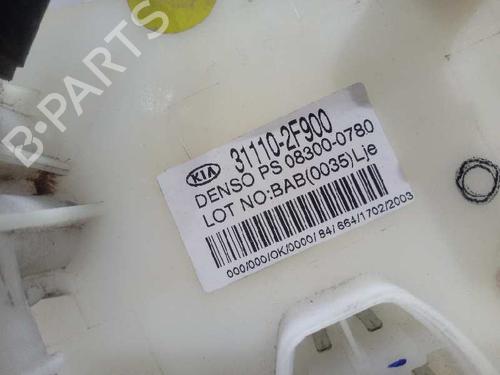 B-PARTS
KIA 31110-2F900
DENSO PS 08300-0780
LOT NO:BAB(0035)Lje
000/000/OK/0000/84/664/1702/2003